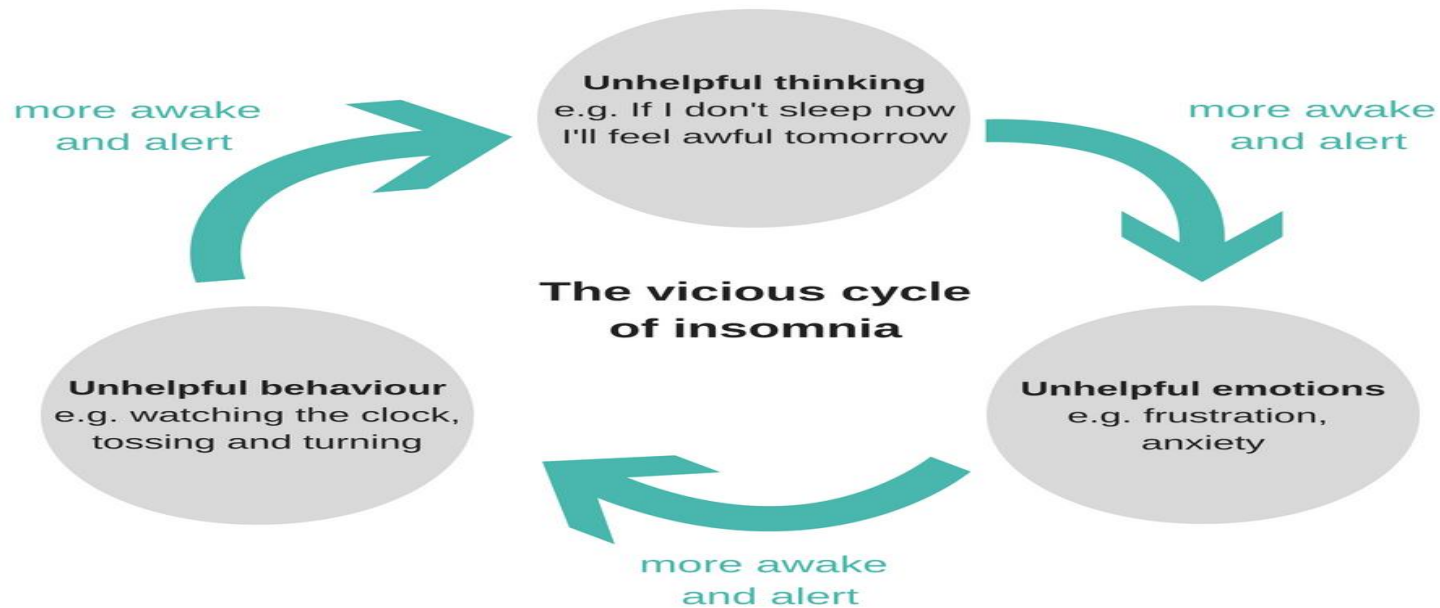 Unhelpful thinking
e.g. If I don't sleep now
I'll feel awful tomorrow
more awake
and alert
more awake
and alert
The vicious cycle
of insomnia
Unhelpful behaviour
e.g. watching the clock,
tossing and turning
Unhelpful emotions
e.g. frustration,
anxiety
more awake
and alert